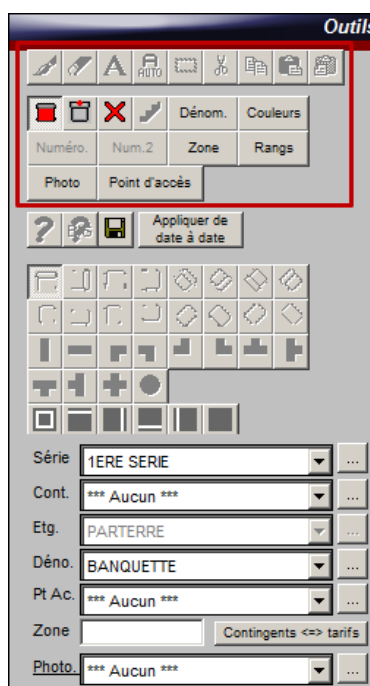 Outils
A AUTO
Dénom. Couleurs
Numéro. Num.2 Zone Rangs
Photo Point d'accès
Appliquer de
date à date
Série 1ERE SERIE ...
Cont. *** Aucun *** ...
Etg. PARTERRE ...
Déno. BANQUETTE ...
Pt Ac. *** Aucun *** ...
Zone Contingents <=> tarifs
Photo. *** Aucun *** ...